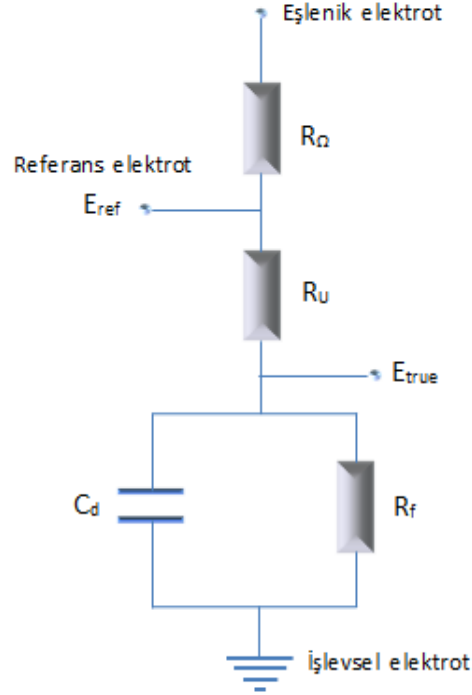 Eşlenik elektrot
RΩ
Referans elektrot
Eref
RU
Etrue
Cd
Rf
İşlevsel elektrot